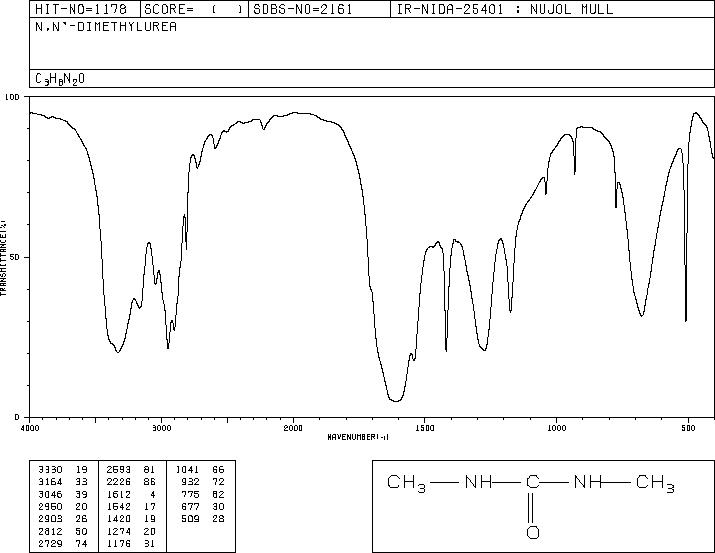 HIT-NO=1178 SCORE= ( ) SDBS-NO=2161 IR-NIDA-25401 : NUJOL MULL
N,N'-DIMETHYLUREA
C3H8N2O
100
50
0
TRANSMITTANCE(%)
4000 3000 2000 1500 1000 500
WAVENUMBER(-1)
3330 19 2593 81 1041 66
3164 33 2226 86 932 72
3046 39 1612 4 775 62
2950 20 1542 17 677 30
2903 26 1420 19 509 28
2812 50 1274 20
2729 74 1176 31
CH3 NH C NH CH3
O